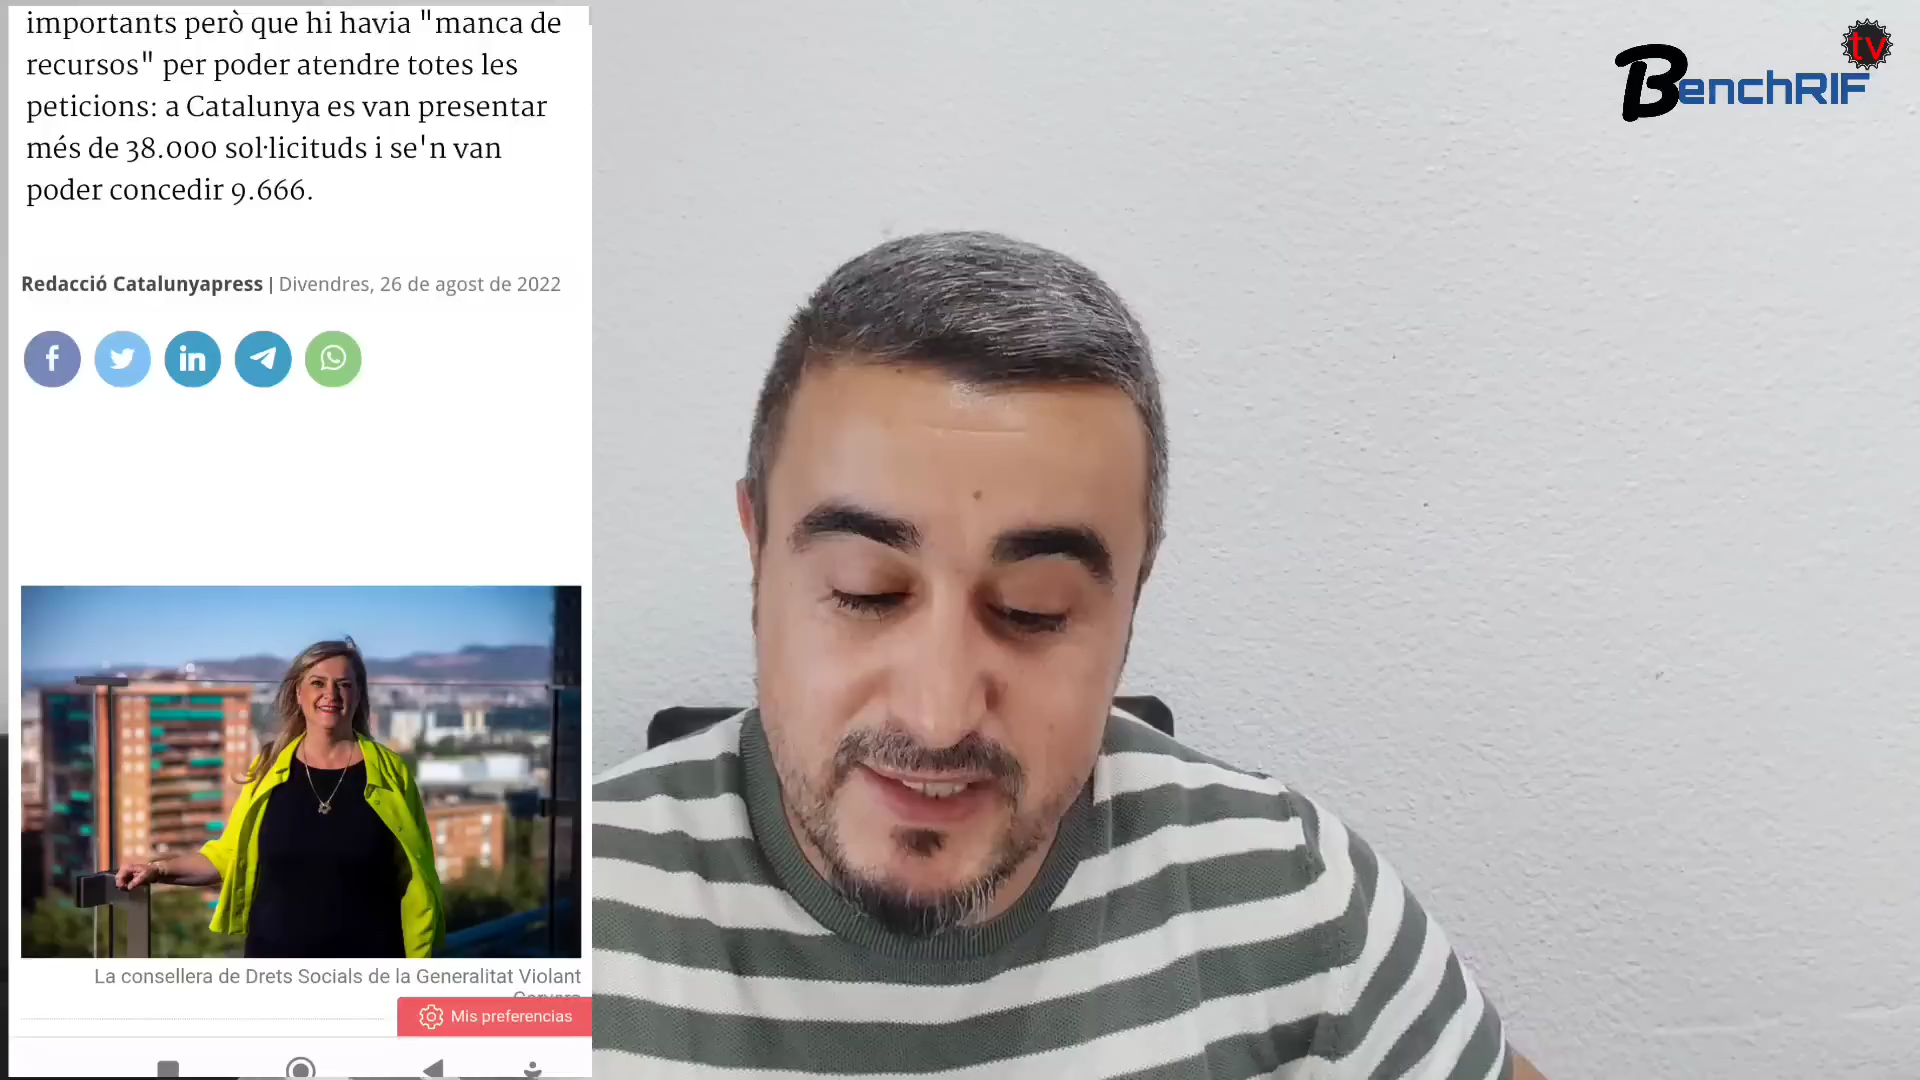 importants però que hi havia "manca de
recursos" per poder atendre totes les
peticions: a Catalunya es van presentar
més de 38.000 sol·licituds i se'n van
poder concedir 9.666.
Redacció Catalunyapress | Divendres, 26 de agost de 2022
La consellera de Drets Socials de la Generalitat Violant
Mis preferencias
BenchRIF
tv